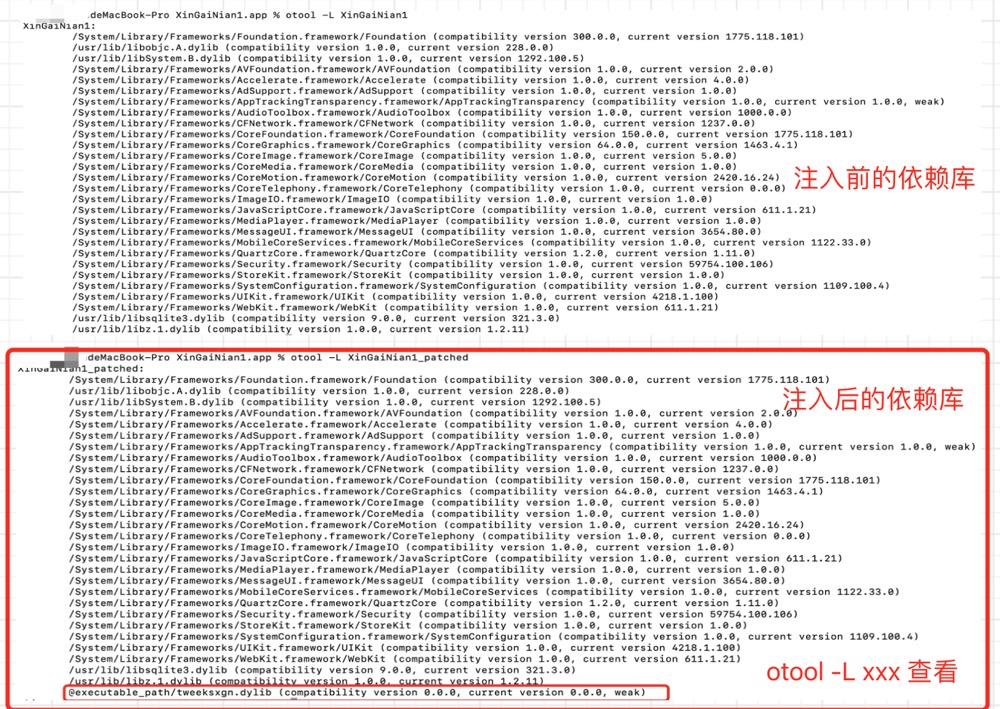 deMacBook-Pro XinGaiNian1.app % otool -L XinGaiNian1
XinGaiNian1:
/System/Library/Frameworks/Foundation.framework/Foundation (compatibility version 300.0.0, current version 1775.118.101)
/usr/lib/libobjc.A.dylib (compatibility version 1.0.0, current version 228.0.0)
/usr/lib/libSystem.B.dylib (compatibility version 1.0.0, current version 1292.100.5)
/System/Library/Frameworks/AVFoundation.framework/AVFoundation (compatibility version 1.0.0, current version 2.0.0)
/System/Library/Frameworks/Accelerate.framework/Accelerate (compatibility version 1.0.0, current version 4.0.0)
/System/Library/Frameworks/AdSupport.framework/AdSupport (compatibility version 1.0.0, current version 1.0.0)
/System/Library/Frameworks/AppTrackingTransparency.framework/AppTrackingTransparency (compatibility version 1.0.0, current version 1.0.0, weak)
/System/Library/Frameworks/AudioToolbox.framework/AudioToolbox (compatibility version 1.0.0, current version 1000.0.0)
/System/Library/Frameworks/CFNetwork.framework/CFNetwork (compatibility version 1.0.0, current version 1237.0.0)
/System/Library/Frameworks/CoreFoundation.framework/CoreFoundation (compatibility version 150.0.0, current version 1775.118.101)
/System/Library/Frameworks/CoreGraphics.framework/CoreGraphics (compatibility version 64.0.0, current version 1463.4.1)
/System/Library/Frameworks/CoreImage.framework/CoreImage (compatibility version 1.0.0, current version 5.0.0)
/System/Library/Frameworks/CoreMedia.framework/CoreMedia (compatibility version 1.0.0, current version 1.0.0)
/System/Library/Frameworks/CoreMotion.framework/CoreMotion (compatibility version 1.0.0, current version 2420.16.24)
注入前的依赖库
/System/Library/Frameworks/CoreTelephony.framework/CoreTelephony (compatibility version 1.0.0, current version 0.0.0)
/System/Library/Frameworks/ImageIO.framework/ImageIO (compatibility version 1.0.0, current version 1.0.0)
/System/Library/Frameworks/JavaScriptCore.framework/JavaScriptCore (compatibility version 1.0.0, current version 611.1.21)
/System/Library/Frameworks/MediaPlayer.framework/MediaPlayer (compatibility version 1.0.0, current version 1.0.0)
/System/Library/Frameworks/MessageUI.framework/MessageUI (compatibility version 1.0.0, current version 3654.80.0)
/System/Library/Frameworks/MobileCoreServices.framework/MobileCoreServices (compatibility version 1.0.0, current version 1122.33.0)
/System/Library/Frameworks/QuartzCore.framework/QuartzCore (compatibility version 1.2.0, current version 1.11.0)
/System/Library/Frameworks/Security.framework/Security (compatibility version 1.0.0, current version 59754.100.106)
/System/Library/Frameworks/StoreKit.framework/StoreKit (compatibility version 1.0.0, current version 1.0.0)
/System/Library/Frameworks/SystemConfiguration.framework/SystemConfiguration (compatibility version 1.0.0, current version 1109.100.4)
/System/Library/Frameworks/UIKit.framework/UIKit (compatibility version 1.0.0, current version 4218.1.100)
/System/Library/Frameworks/WebKit.framework/WebKit (compatibility version 1.0.0, current version 611.1.21)
/usr/lib/libsqlite3.dylib (compatibility version 9.0.0, current version 321.3.0)
/usr/lib/libz.1.dylib (compatibility version 1.0.0, current version 1.2.11)
deMacBook-Pro XinGaiNian1.app % otool -L XinGaiNian1_patched
XinGaiNian1_patched:
/System/Library/Frameworks/Foundation.framework/Foundation (compatibility version 300.0.0, current version 1775.118.101)
/usr/lib/libobjc.A.dylib (compatibility version 1.0.0, current version 228.0.0)
注入后的依赖库
/usr/lib/libSystem.B.dylib (compatibility version 1.0.0, current version 1292.100.5)
/System/Library/Frameworks/AVFoundation.framework/AVFoundation (compatibility version 1.0.0, current version 2.0.0)
/System/Library/Frameworks/Accelerate.framework/Accelerate (compatibility version 1.0.0, current version 4.0.0)
/System/Library/Frameworks/AdSupport.framework/AdSupport (compatibility version 1.0.0, current version 1.0.0)
/System/Library/Frameworks/AppTrackingTransparency.framework/AppTrackingTransparency (compatibility version 1.0.0, current version 1.0.0, weak)
/System/Library/Frameworks/AudioToolbox.framework/AudioToolbox (compatibility version 1.0.0, current version 1000.0.0)
/System/Library/Frameworks/CFNetwork.framework/CFNetwork (compatibility version 1.0.0, current version 1237.0.0)
/System/Library/Frameworks/CoreFoundation.framework/CoreFoundation (compatibility version 150.0.0, current version 1775.118.101)
/System/Library/Frameworks/CoreGraphics.framework/CoreGraphics (compatibility version 64.0.0, current version 1463.4.1)
/System/Library/Frameworks/CoreImage.framework/CoreImage (compatibility version 1.0.0, current version 5.0.0)
/System/Library/Frameworks/CoreMedia.framework/CoreMedia (compatibility version 1.0.0, current version 1.0.0)
/System/Library/Frameworks/CoreMotion.framework/CoreMotion (compatibility version 1.0.0, current version 2420.16.24)
/System/Library/Frameworks/CoreTelephony.framework/CoreTelephony (compatibility version 1.0.0, current version 0.0.0)
/System/Library/Frameworks/ImageIO.framework/ImageIO (compatibility version 1.0.0, current version 1.0.0)
/System/Library/Frameworks/JavaScriptCore.framework/JavaScriptCore (compatibility version 1.0.0, current version 611.1.21)
/System/Library/Frameworks/MediaPlayer.framework/MediaPlayer (compatibility version 1.0.0, current version 1.0.0)
/System/Library/Frameworks/MessageUI.framework/MessageUI (compatibility version 1.0.0, current version 3654.80.0)
/System/Library/Frameworks/MobileCoreServices.framework/MobileCoreServices (compatibility version 1.0.0, current version 1122.33.0)
/System/Library/Frameworks/QuartzCore.framework/QuartzCore (compatibility version 1.2.0, current version 1.11.0)
/System/Library/Frameworks/Security.framework/Security (compatibility version 1.0.0, current version 59754.100.106)
/System/Library/Frameworks/StoreKit.framework/StoreKit (compatibility version 1.0.0, current version 1.0.0)
/System/Library/Frameworks/SystemConfiguration.framework/SystemConfiguration (compatibility version 1.0.0, current version 1109.100.4)
/System/Library/Frameworks/UIKit.framework/UIKit (compatibility version 1.0.0, current version 4218.1.100)
/System/Library/Frameworks/WebKit.framework/WebKit (compatibility version 1.0.0, current version 611.1.21)
/usr/lib/libsqlite3.dylib (compatibility version 9.0.0, current version 321.3.0)
otool -L xxx 查看
/usr/lib/libz.1.dylib (compatibility version 1.0.0, current version 1.2.11)
@executable_path/tweeksxgn.dylib (compatibility version 0.0.0, current version 0.0.0, weak)